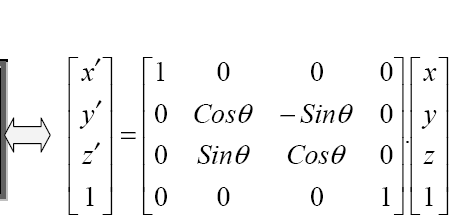 x′ 1 0 0 0 x
y′ 0 Cosθ − Sinθ 0 y
z′ = 0 Sinθ Cosθ 0 . z
1 0 0 0 1 1